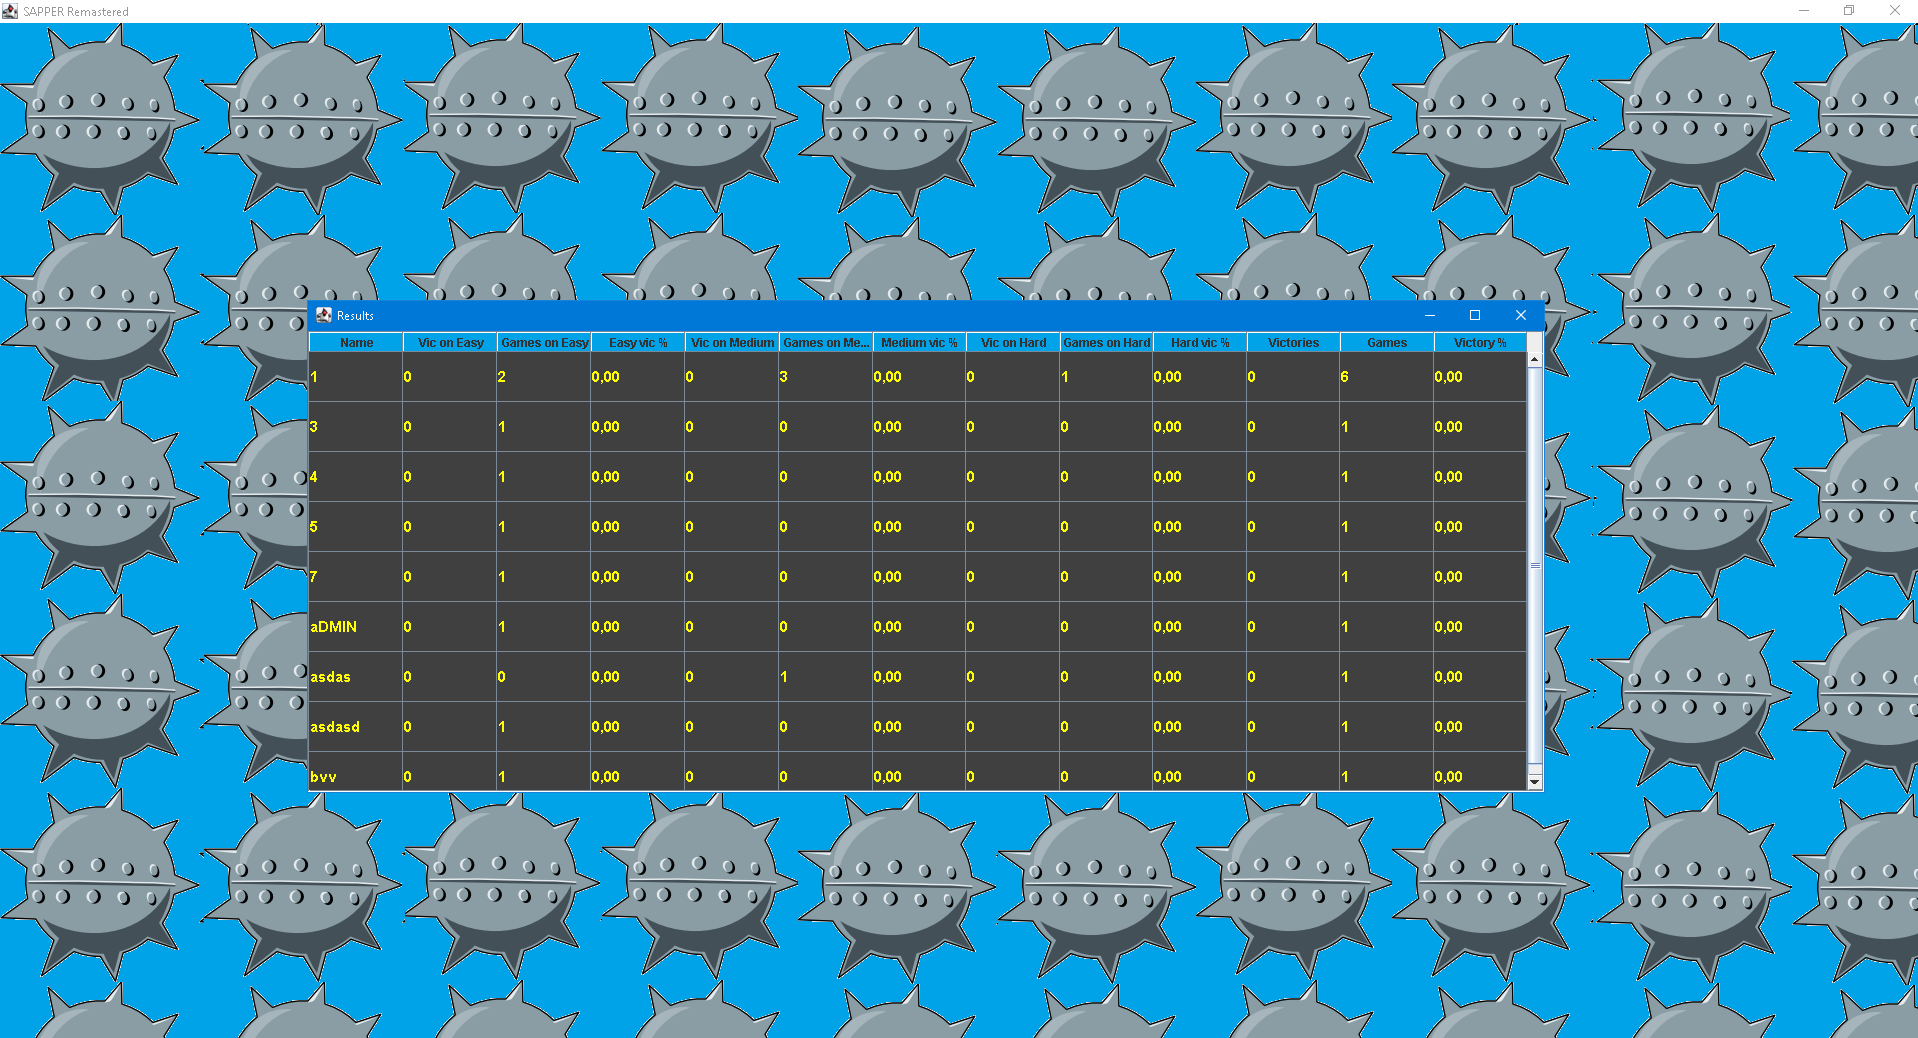 SAPPER Remastered
Results
Name Vic on Easy Games on Easy Easy vic % Vic on Medium Games on Me... Medium vic % Vic on Hard Games on Hard Hard vic % Victories Games Victory %
1 0 2 0,00 0 3 0,00 0 1 0,00 0 6 0,00
3 0 1 0,00 0 0 0,00 0 0 0,00 0 1 0,00
4 0 1 0,00 0 0 0,00 0 0 0,00 0 1 0,00
5 0 1 0,00 0 0 0,00 0 0 0,00 0 1 0,00
7 0 1 0,00 0 0 0,00 0 0 0,00 0 1 0,00
aDMIN 0 1 0,00 0 0 0,00 0 0 0,00 0 1 0,00
asdas 0 0 0,00 0 1 0,00 0 0 0,00 0 1 0,00
asdasd 0 1 0,00 0 0 0,00 0 0 0,00 0 1 0,00
bvv 0 1 0,00 0 0 0,00 0 0 0,00 0 1 0,00